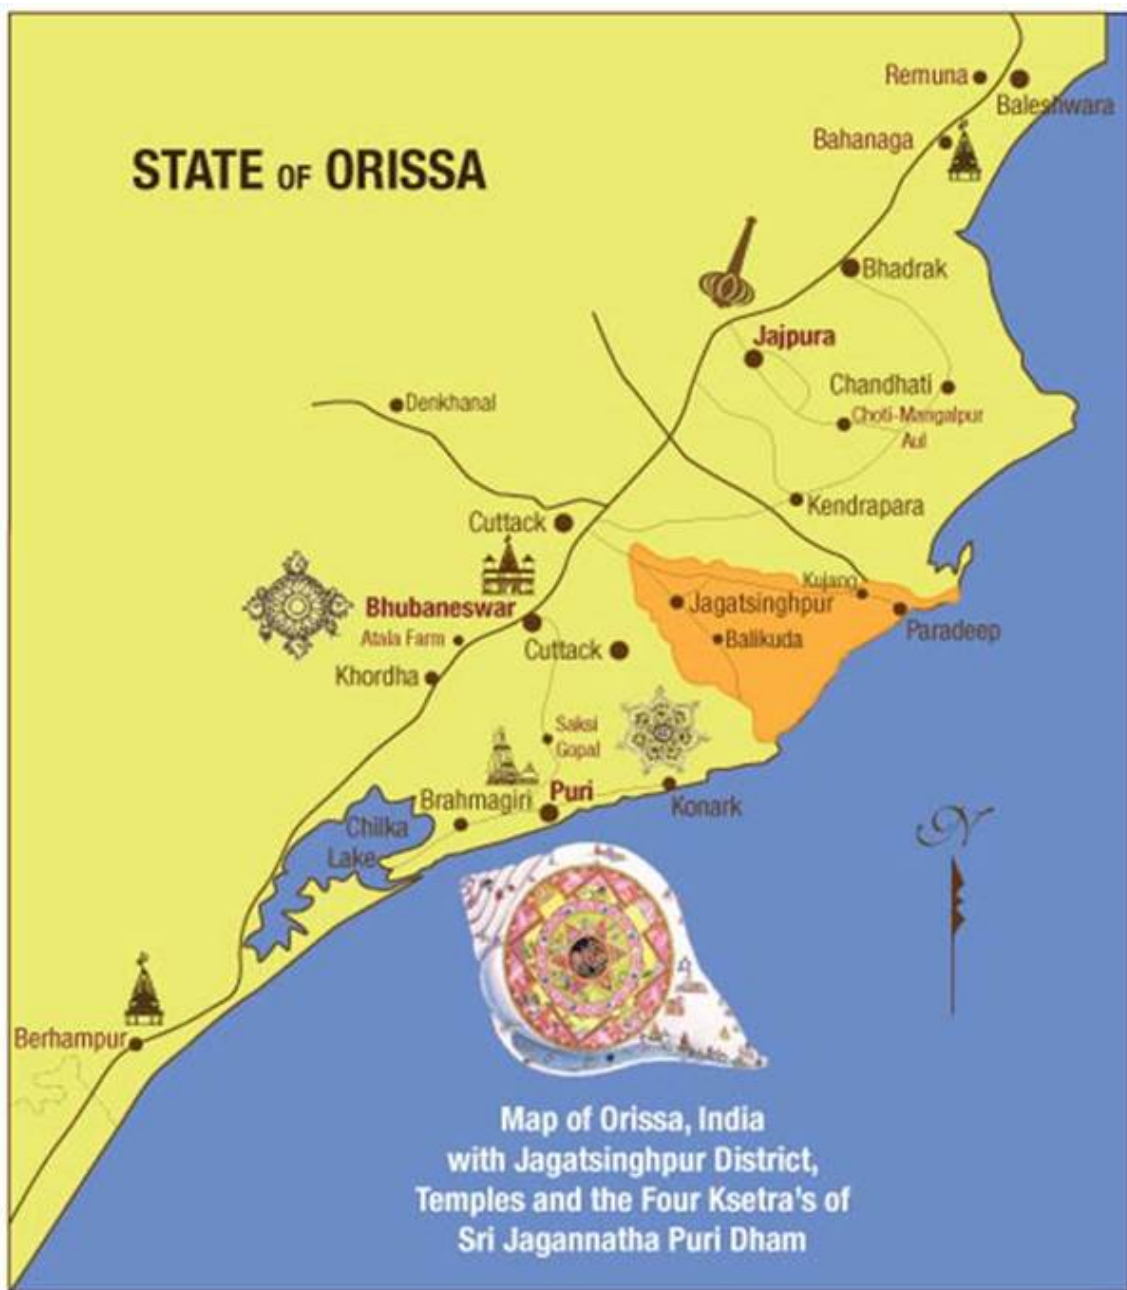 Remuna
Baleshwara
Bahanaga
STATE OF ORISSA
Bhadrak
Jajpura
Chandhati
Denkhanal
Choti-Mangalpur
Aul
Kendrapara
Cuttack
Kujang
Bhubaneswar
Jagatsinghpur
Paradeep
Atala Farm
Balikuda
Cuttack
Khordha
Saksi
Gopal
Puri
Brahmagiri
Konark
Chilka
Lake
N
Berhampur
Map of Orissa, India
with Jagatsinghpur District,
Temples and the Four Ksetra's of
Sri Jagannatha Puri Dham